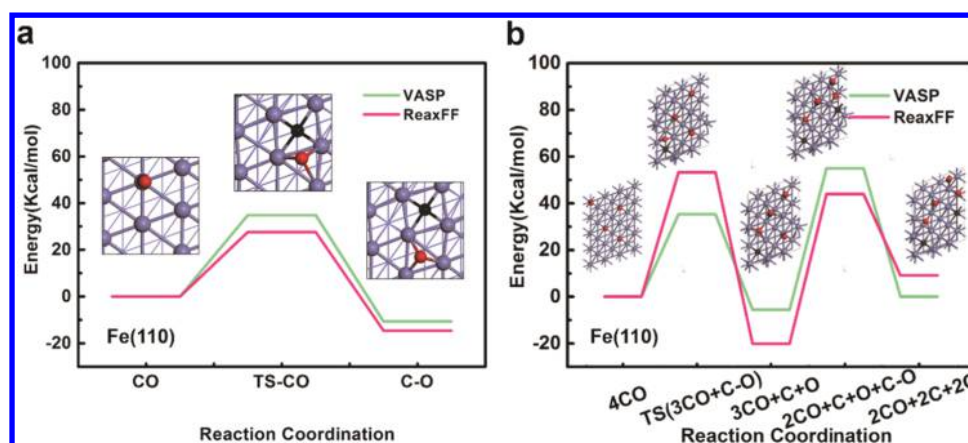 a
100
80
60
40
20
0
-20
Energy(Kcal/mol)
VASP
ReaxFF
Fe(110)
CO
TS-CO
C-O
Reaction Coordination
b
100
80
60
40
20
0
-20
Energy(Kcal/mol)
VASP
ReaxFF
Fe(110)
4CO
TS(3CO+C-O)
3CO+C+O
2CO+C+O+C-O
Reaction Coordination